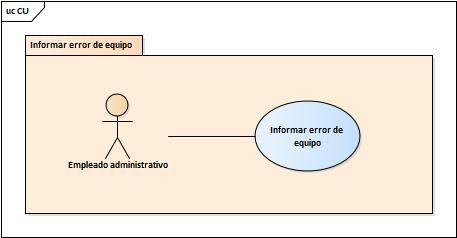 uc CU
Informar error de equipo
Informar error de
equipo
Empleado administrativo